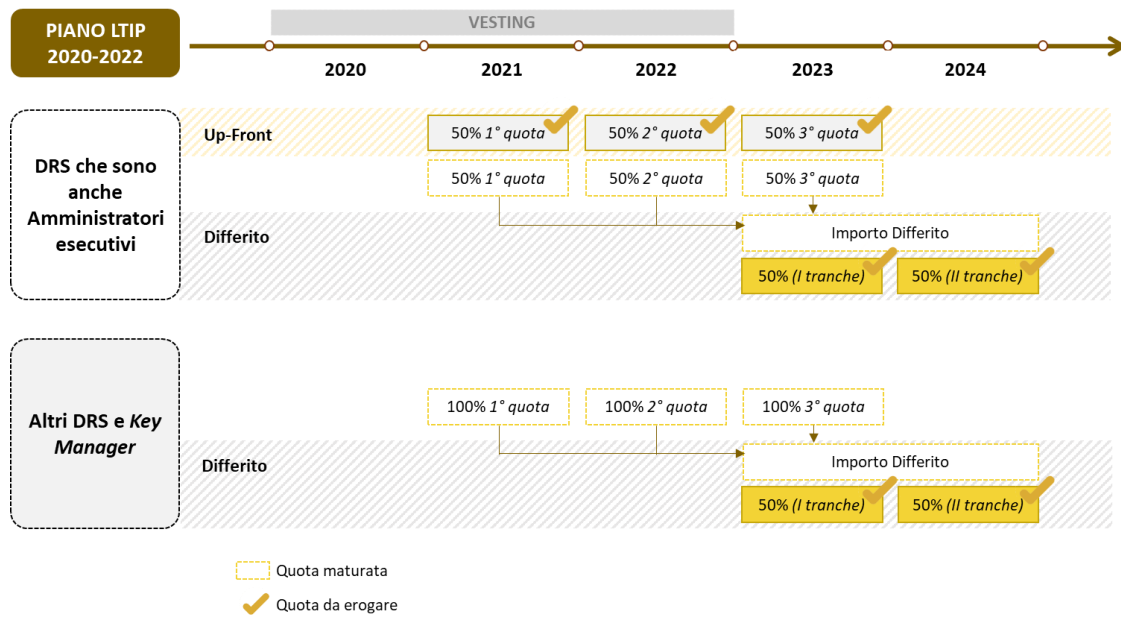 PIANO LTIP
2020-2022
VESTING
2020
2021
2022
2023
2024
DRS che sono
anche
Amministratori
esecutivi
Up-Front
50% 1° quota
50% 2° quota
50% 3° quota
50% 1° quota
50% 2° quota
50% 3° quota
Differito
Importo Differito
50% (I tranche)
50% (II tranche)
Altri DRS e Key
Manager
100% 1° quota
100% 2° quota
100% 3° quota
Differito
Importo Differito
50% (I tranche)
50% (II tranche)
Quota maturata
Quota da erogare